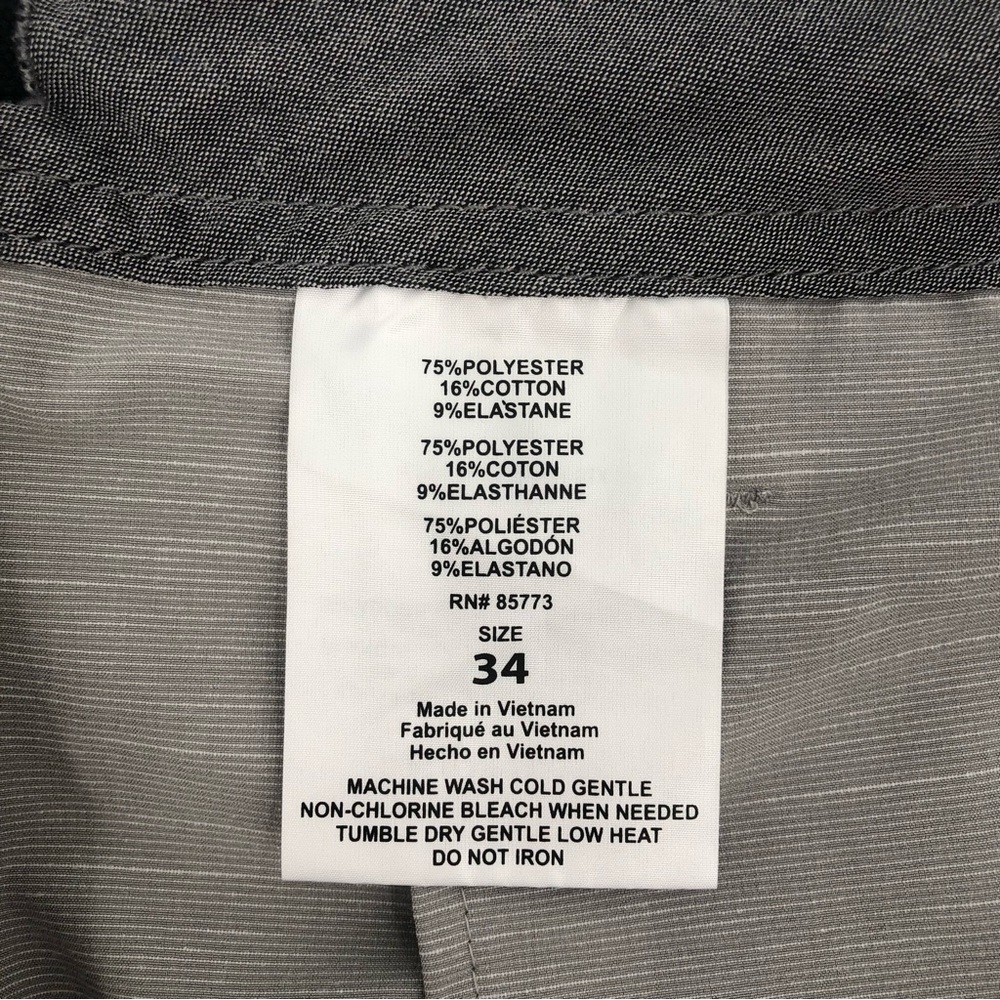 75%POLYESTER
16%COTTON
9%ELASTANE
75%POLYESTER
16%COTON
9%ELASTHANNE
75%POLIÉSTER
16%ALGODÓN
9%ELASTANO
RN# 85773
SIZE
34
Made in Vietnam
Fabriqué au Vietnam
Hecho en Vietnam
MACHINE WASH COLD GENTLE
NON-CHLORINE BLEACH WHEN NEEDED
TUMBLE DRY GENTLE LOW HEAT
DO NOT IRON